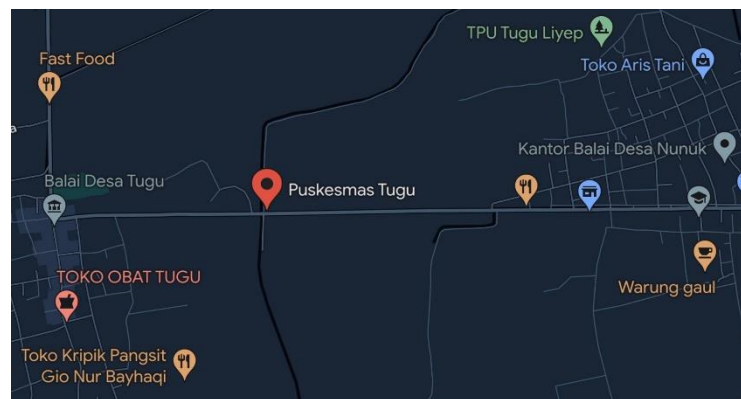 TPU Tugu Liyep
Fast Food
Toko Aris Tani
a
Kantor Balai Desa Nunuk
Balai Desa Tugu
Puskesmas Tugu
TOKO OBAT TUGU
Warung gaul
Toko Kripik Pangsit
Gio Nur Bayhaqi